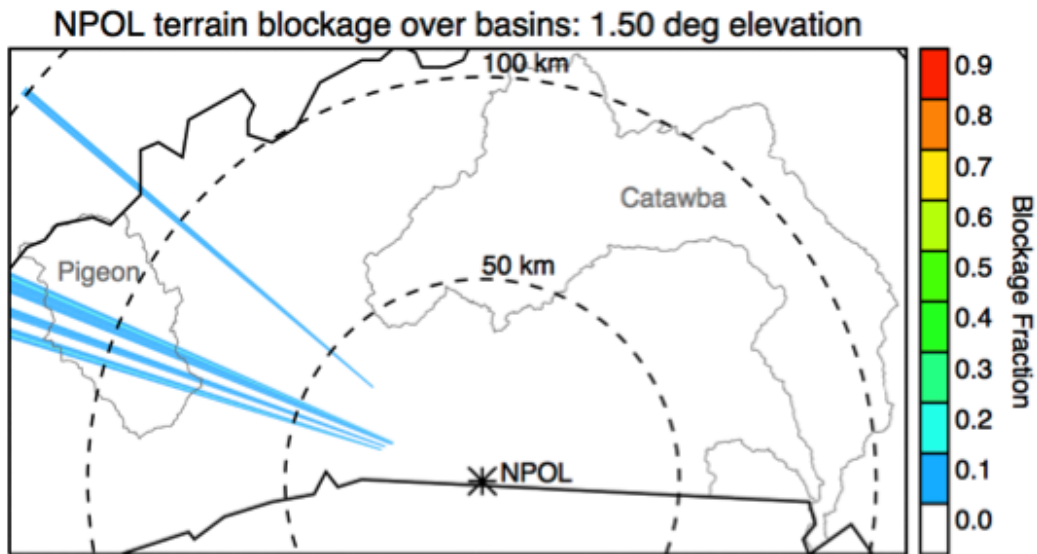 NPOL terrain blockage over basins: 1.50 deg elevation
100 km
Catawba
Pigeon
50 km
NPOL
0.9
0.8
0.7
0.6
0.5
0.4
0.3
0.2
0.1
0.0
Blockage Fraction